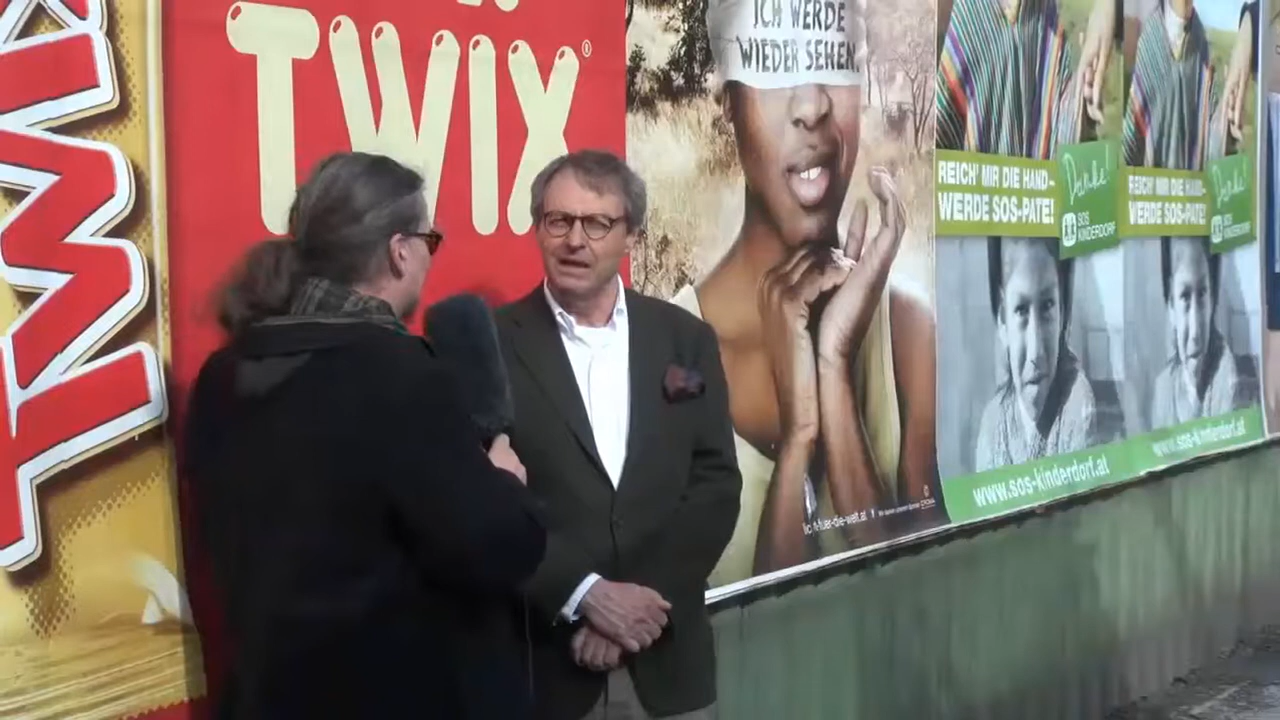 TWIX
ICH WERDE
WIEDER SEHEN.
REICH' MIR DIE HAND-
WERDE SOS-PATE!
Danke!
SOS
KINDERDORF
www.sos-kinderdorf.at
REICH' MIR DIE HAND-
WERDE SOS-PATE!
Danke!
SOS
KINDERDORF
www.sos-kinderdorf.at